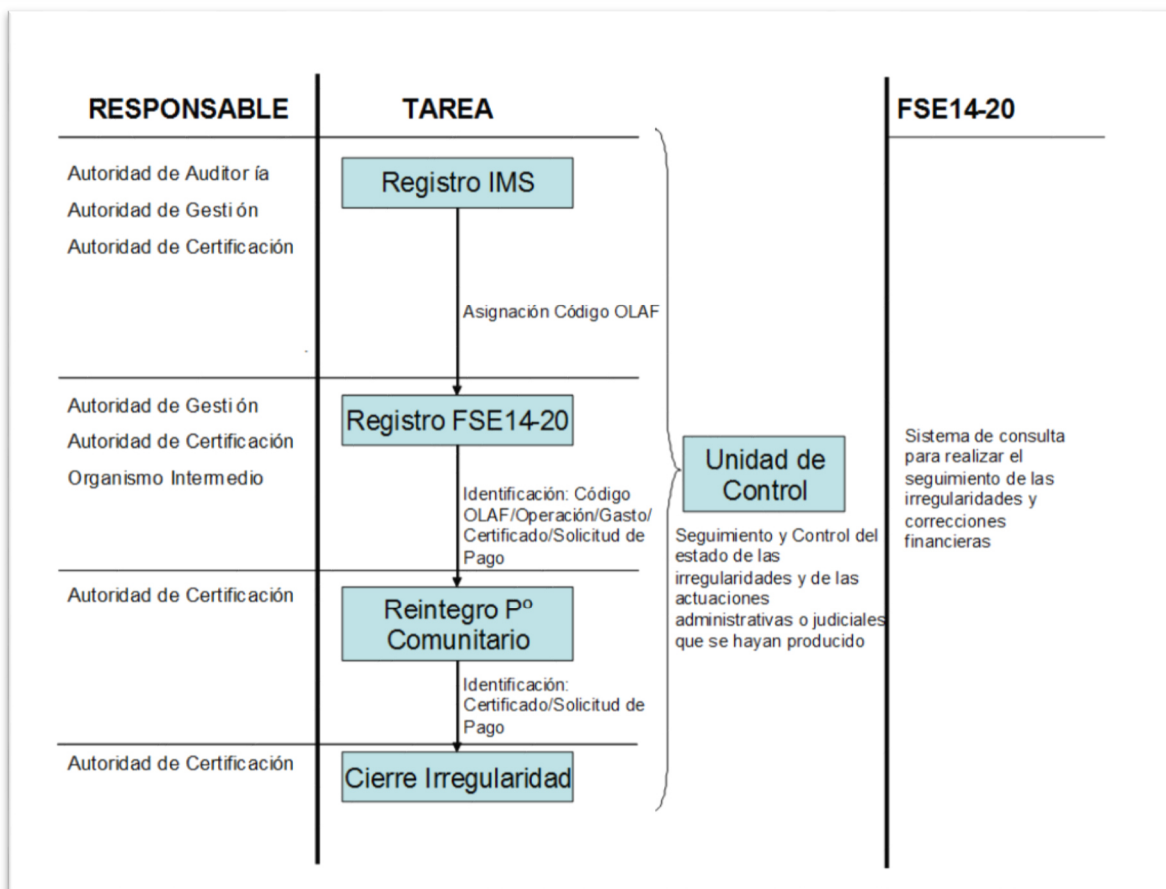 RESPONSABLE
TAREA
FSE14-20
Autoridad de Auditor ía
Autoridad de Gestión
Autoridad de Certificación
Registro IMS
Asignación Código OLAF
Autoridad de Gesti ón
Autoridad de Certificación
Organismo Intermedio
Registro FSE14-20
Identificación: Código
OLAF/Operación/Gasto/
Certificado/Solicitud de
Pago
Unidad de
Control
Seguimiento y Control del
estado de las
irregularidades y de las
actuaciones
administrativas o judiciales
que se hayan producido
Sistema de consulta
para realizar el
seguimiento de las
irregularidades y
correcciones
financieras
Autoridad de Certificación
Reintegro Pº
Comunitario
Identificación:
Certificado/Solicitud de
Pago
Autoridad de Certificación
Cierre Irregularidad